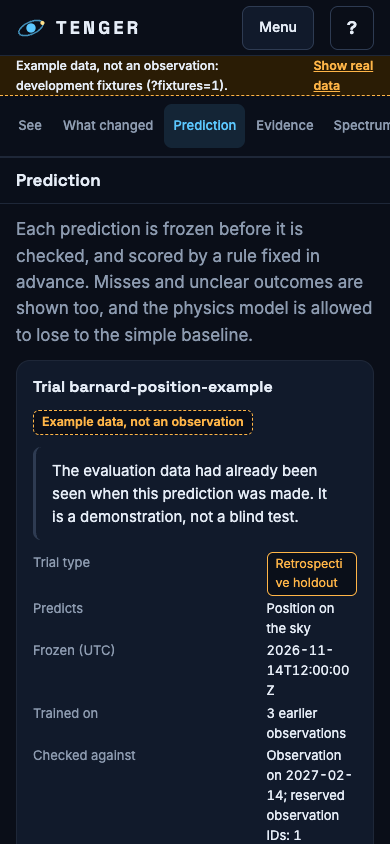 TENGER
Menu
?
Example data, not an observation:
development fixtures (?fixtures=1).
Show real
data
See
What changed
Prediction
Evidence
Spectrum
Prediction
Each prediction is frozen before it is
checked, and scored by a rule fixed in
advance. Misses and unclear outcomes are
shown too, and the physics model is allowed
to lose to the simple baseline.
Trial barnard-position-example
Example data, not an observation
The evaluation data had already been
seen when this prediction was made. It
is a demonstration, not a blind test.
Trial type
Retrospecti
ve holdout
Predicts
Position on
the sky
Frozen (UTC)
2026-11-
14T12:00:00
Z
Trained on
3 earlier
observations
Checked against
Observation
on 2027-02-
14; reserved
observation
IDs: 1